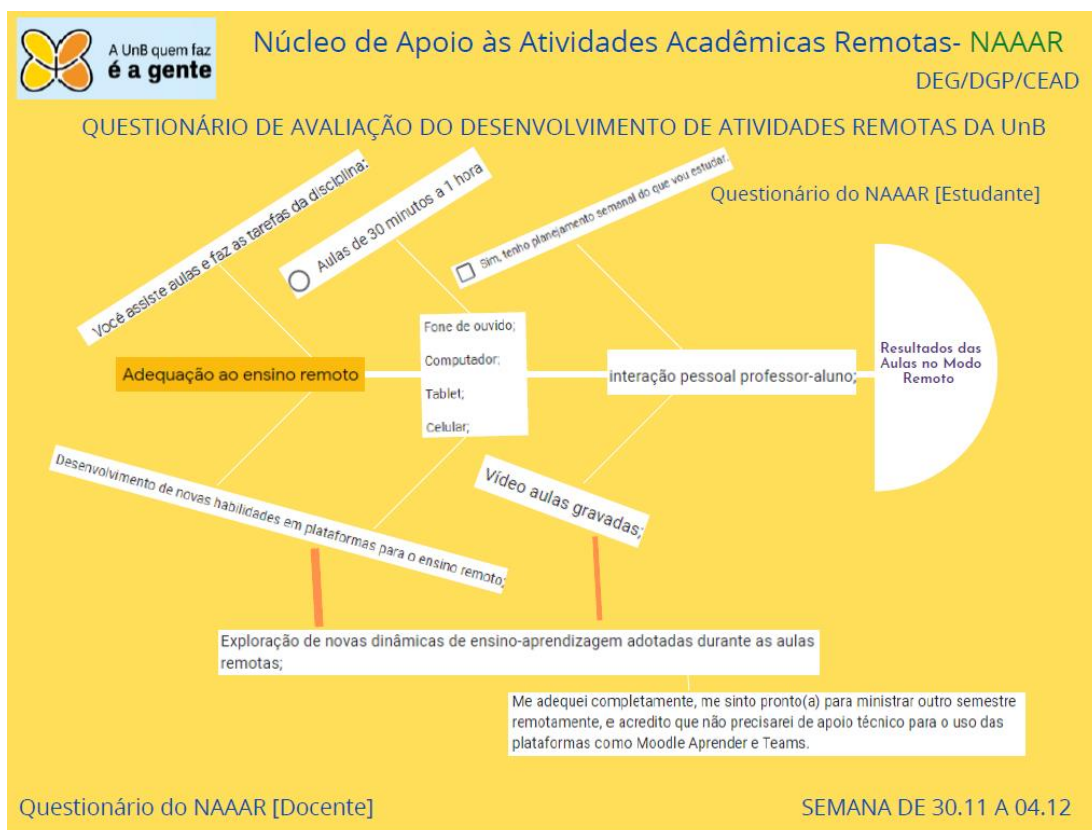 A UnB quem faz
é a gente
Núcleo de Apoio às Atividades Acadêmicas Remotas- NAAAR
DEG/DGP/CEAD
QUESTIONÁRIO DE AVALIAÇÃO DO DESENVOLVIMENTO DE ATIVIDADES REMOTAS DA UnB
Questionário do NAAAR [Estudante]
Você assiste aulas e faz as tarefas da disciplina:
Aulas de 30 minutos a 1 hora
Sim, tenho planejamento semanal do que vou estudar.
Adequação ao ensino remoto
Fone de ouvido;
Computador;
Tablet;
Celular;
interação pessoal professor-aluno;
Resultados das
Aulas no Modo
Remoto
Desenvolvimento de novas habilidades em plataformas para o ensino remoto;
Vídeo aulas gravadas;
Exploração de novas dinâmicas de ensino-aprendizagem adotadas durante as aulas
remotas;
Me adequei completamente, me sinto pronto(a) para ministrar outro semestre
remotamente, e acredito que não precisarei de apoio técnico para o uso das
plataformas como Moodle Aprender e Teams.
Questionário do NAAAR [Docente]
SEMANA DE 30.11 A 04.12